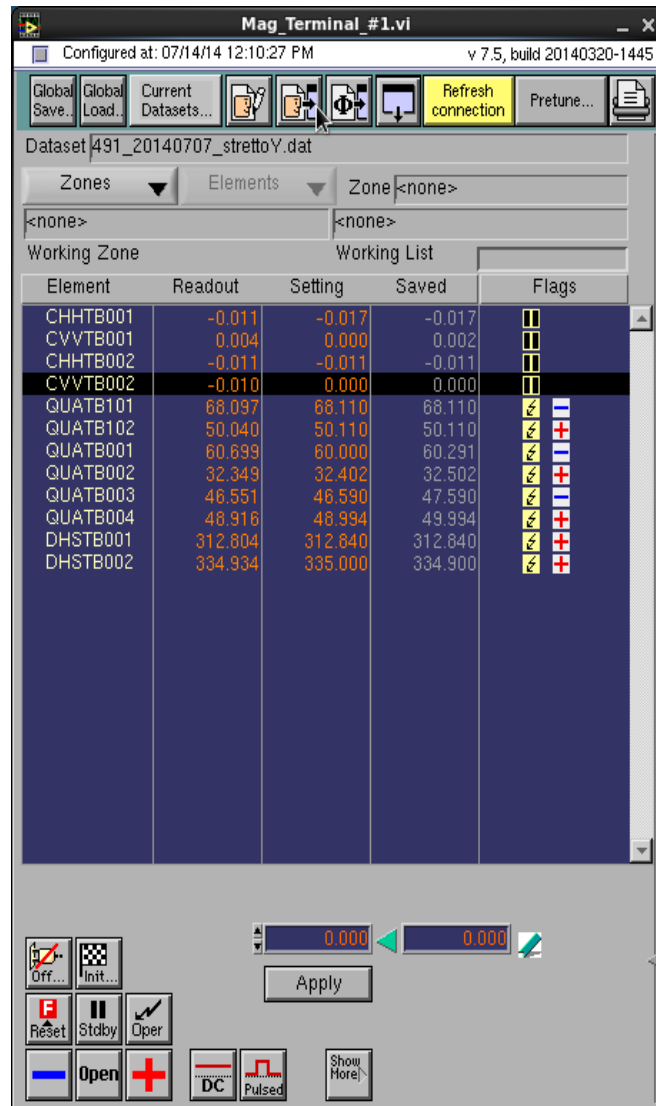 Mag_Terminal_#1.vi
Configured at: 07/14/14 12:10:27 PM v 7.5, build 20140320-1445
Global Save.. Global Load.. Current Datasets... Φ Refresh connection Pretune...
Dataset 491_20140707_strettoY.dat
Zones Elements Zone <none>
<none> <none>
Working Zone Working List
Element Readout Setting Saved Flags
CHHTB001 -0.011 -0.017 -0.017
CVVTB001 0.004 0.000 0.002
CHHTB002 -0.011 -0.011 -0.011
CVVTB002 -0.010 0.000 0.000
QUATB101 68.097 68.110 68.110
QUATB102 50.040 50.110 50.110
QUATB001 60.699 60.000 60.291
QUATB002 32.349 32.402 32.502
QUATB003 46.551 46.590 47.590
QUATB004 48.916 48.994 49.994
DHSTB001 312.804 312.840 312.840
DHSTB002 334.934 335.000 334.900
0.000 0.000
Off... Init...
Apply
F
Reset Stdby Oper
Open DC Pulsed Show More